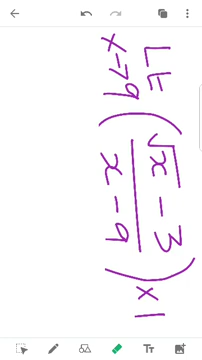 Lt x→9 (√x - 3 / x - 9) × 1